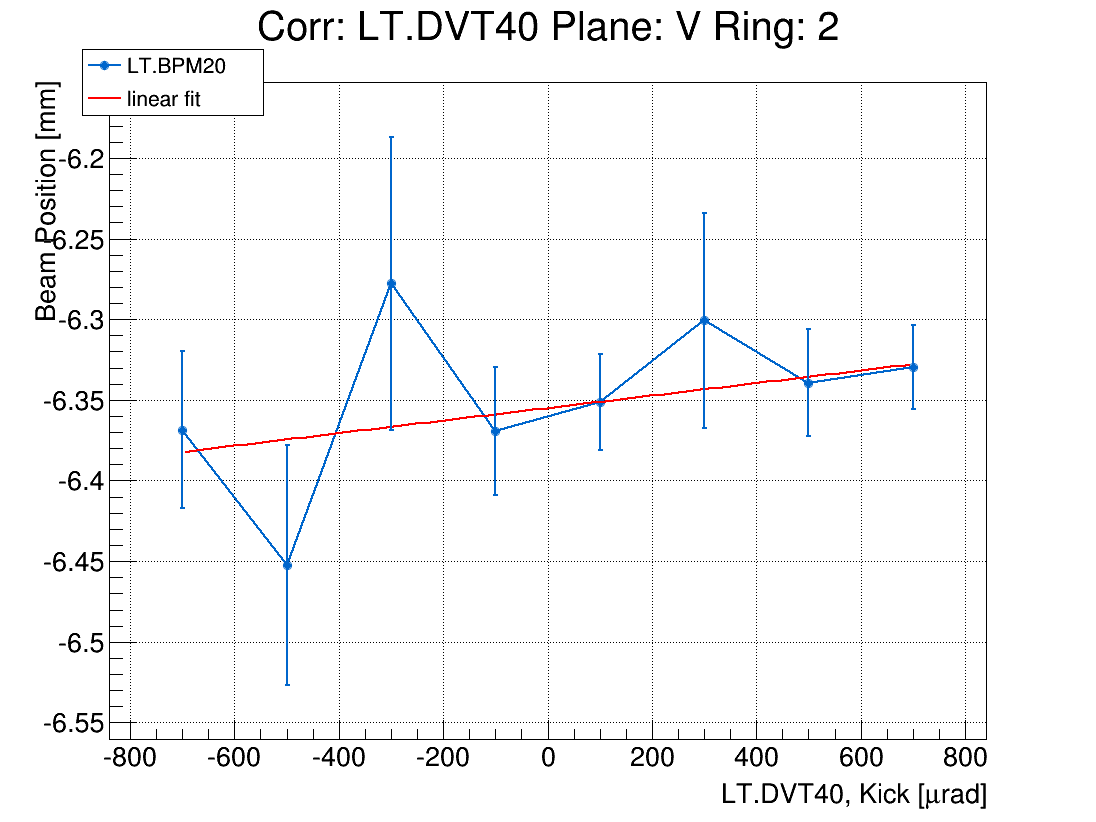 Corr: LT.DVT40 Plane: V Ring: 2
LT.BPM20
linear fit
Beam Position [mm]
-6.2
-6.25
-6.3
-6.35
-6.4
-6.45
-6.5
-6.55
-800 -600 -400 -200 0 200 400 600 800
LT.DVT40, Kick [μrad]